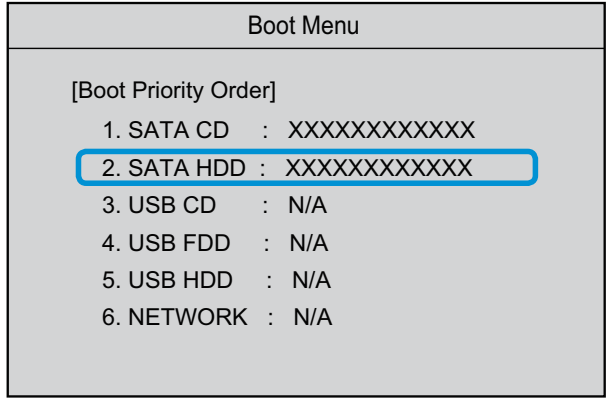 Boot Menu
[Boot Priority Order]
1. SATA CD : XXXXXXXXXXXX
2. SATA HDD : XXXXXXXXXXXX
3. USB CD : N/A
4. USB FDD : N/A
5. USB HDD : N/A
6. NETWORK : N/A